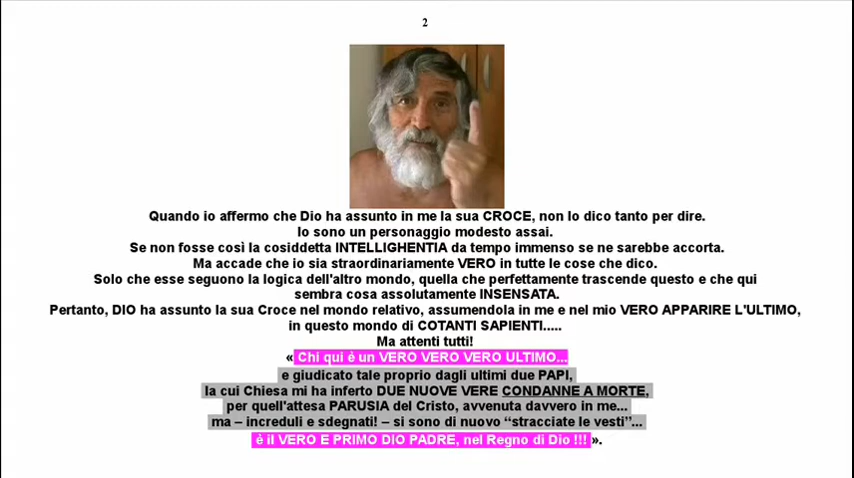 2
Quando io affermo che Dio ha assunto in me la sua CROCE, non lo dico tanto per dire.
Io sono un personaggio modesto assai.
Se non fosse così la cosiddetta INTELLIGHENTIA da tempo immenso se ne sarebbe accorta.
Ma accade che io sia straordinariamente VERO in tutte le cose che dico.
Solo che esse seguono la logica dell'altro mondo, quella che perfettamente trascende questo e che qui
sembra cosa assolutamente INSENSATA.
Pertanto, DIO ha assunto la sua Croce nel mondo relativo, assumendola in me e nel mio VERO APPARIRE L'ULTIMO,
in questo mondo di COTANTI SAPIENTI.....
Ma attenti tutti!
« Chi qui è un VERO VERO VERO ULTIMO...
e giudicato tale proprio dagli ultimi due PAPI,
la cui Chiesa mi ha inferto DUE NUOVE VERE CONDANNE A MORTE,
per quell'attesa PARUSIA del Cristo, avvenuta davvero in me...
ma – increduli e sdegnati! – si sono di nuovo “stracciate le vesti”...
è il VERO E PRIMO DIO PADRE, nel Regno di Dio !!! ».